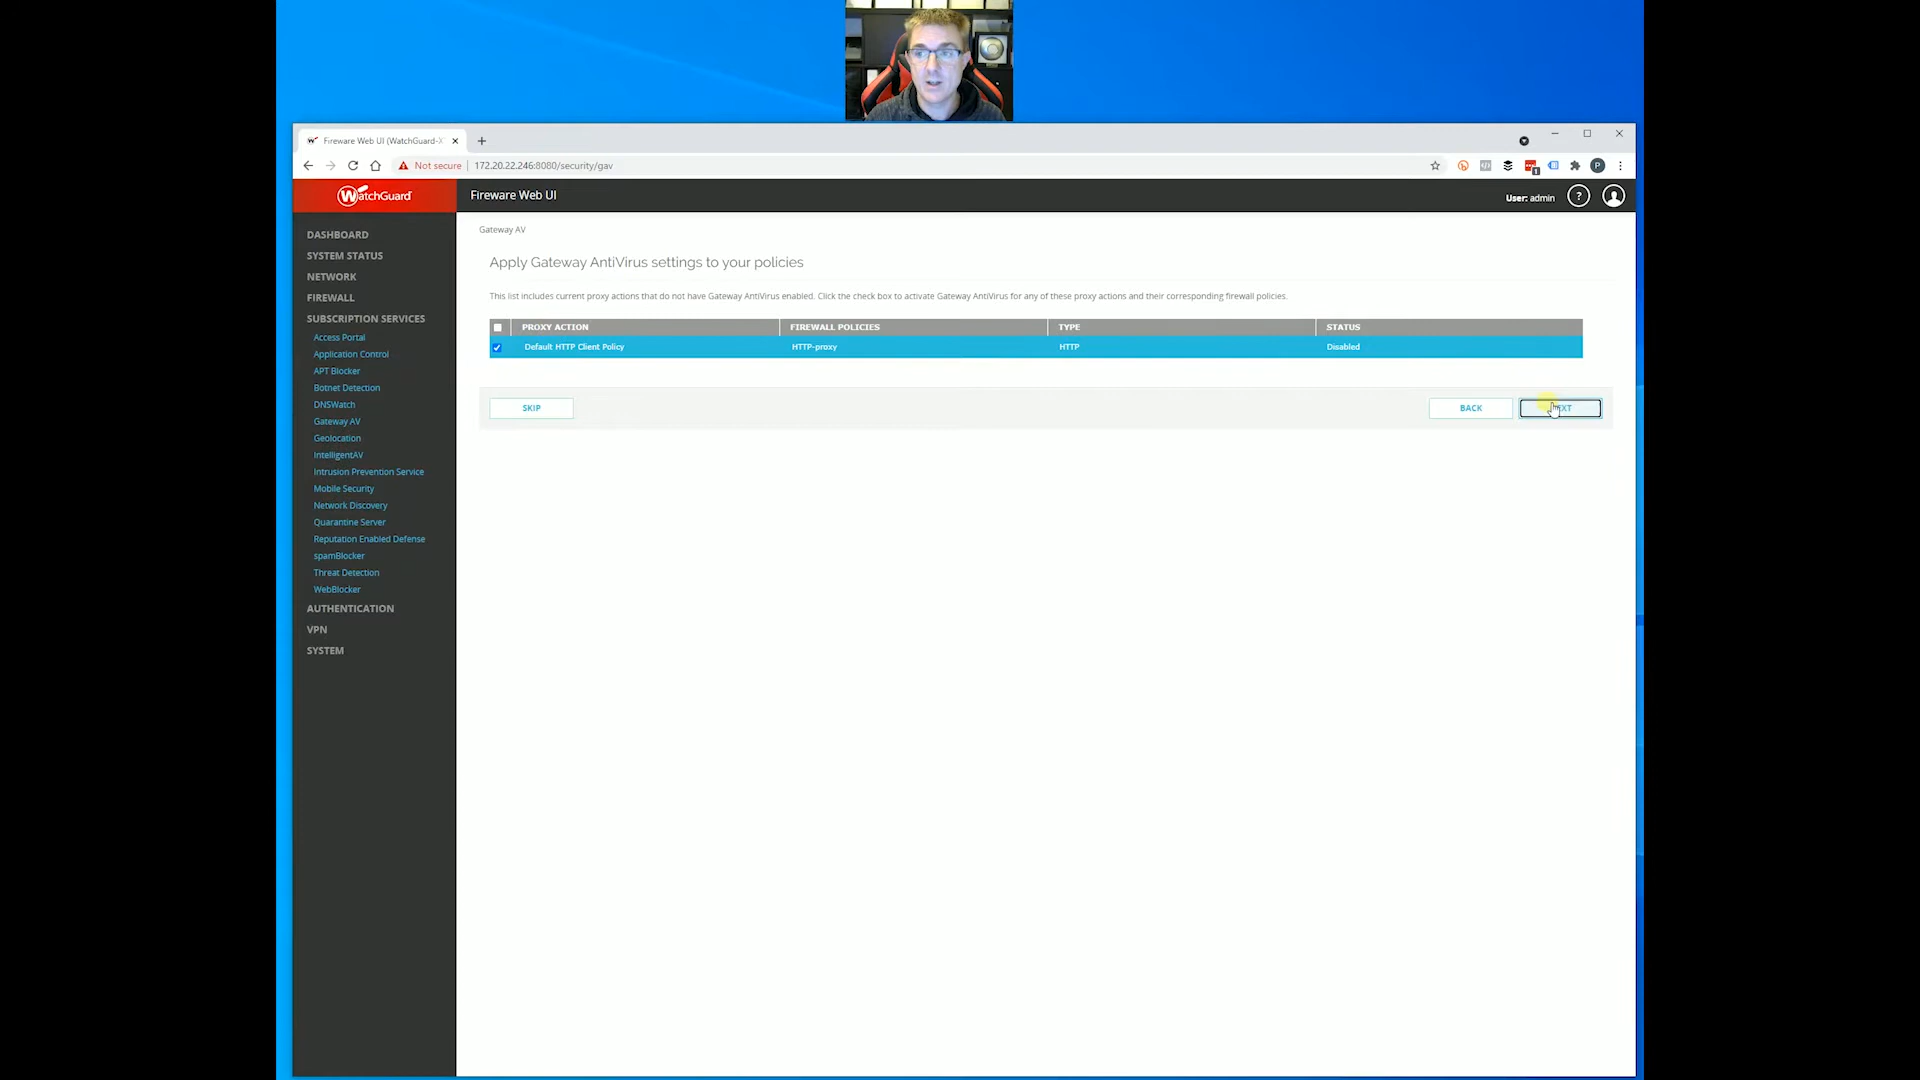 Fireware Web UI (WatchGuard-X
Not secure
172.20.22.246:8080/security/gav
P
1
WatchGuard
Fireware Web UI
User: admin
?
DASHBOARD
SYSTEM STATUS
NETWORK
FIREWALL
SUBSCRIPTION SERVICES
Access Portal
Application Control
APT Blocker
Botnet Detection
DNSWatch
Gateway AV
Geolocation
IntelligentAV
Intrusion Prevention Service
Mobile Security
Network Discovery
Quarantine Server
Reputation Enabled Defense
spamBlocker
Threat Detection
WebBlocker
AUTHENTICATION
VPN
SYSTEM
Gateway AV
Apply Gateway AntiVirus settings to your policies
This list includes current proxy actions that do not have Gateway AntiVirus enabled. Click the check box to activate Gateway AntiVirus for any of these proxy actions and their corresponding firewall policies.
PROXY ACTION FIREWALL POLICIES TYPE STATUS
Default HTTP Client Policy HTTP-proxy HTTP Disabled
SKIP
BACK